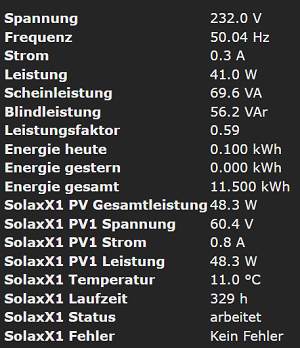 Spannung 232.0 V
Frequenz 50.04 Hz
Strom 0.3 A
Leistung 41.0 W
Scheinleistung 69.6 VA
Blindleistung 56.2 VAr
Leistungsfaktor 0.59
Energie heute 0.100 kWh
Energie gestern 0.000 kWh
Energie gesamt 11.500 kWh
SolaxX1 PV Gesamtleistung 48.3 W
SolaxX1 PV1 Spannung 60.4 V
SolaxX1 PV1 Strom 0.8 A
SolaxX1 PV1 Leistung 48.3 W
SolaxX1 Temperatur 11.0 °C
SolaxX1 Laufzeit 329 h
SolaxX1 Status arbeitet
SolaxX1 Fehler Kein Fehler